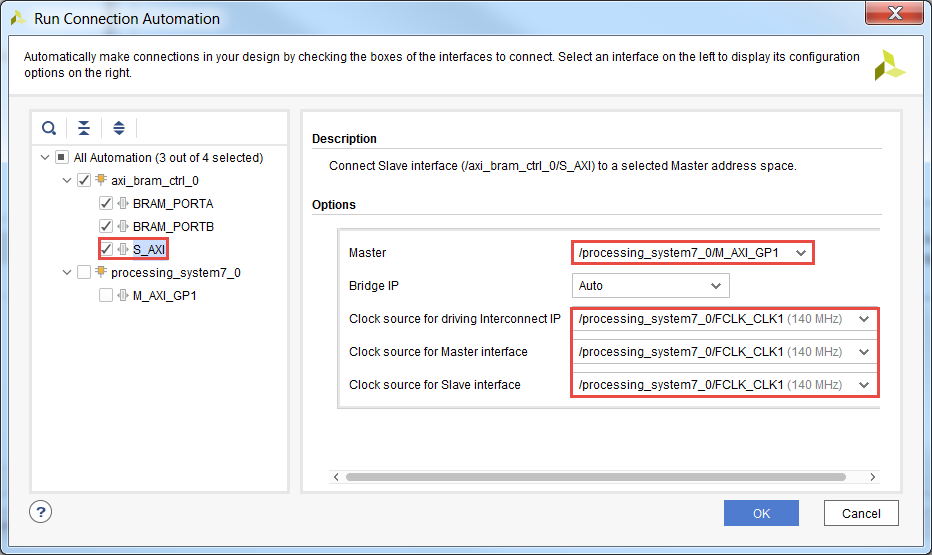 Run Connection Automation
Automatically make connections in your design by checking the boxes of the interfaces to connect. Select an interface on the left to display its configuration
options on the right.
All Automation (3 out of 4 selected)
axi_bram_ctrl_0
BRAM_PORTA
BRAM_PORTB
S_AXI
processing_system7_0
M_AXI_GP1
Description
Connect Slave interface (/axi_bram_ctrl_0/S_AXI) to a selected Master address space.
Options
Master /processing_system7_0/M_AXI_GP1
Bridge IP Auto
Clock source for driving Interconnect IP /processing_system7_0/FCLK_CLK1 (140 MHz)
Clock source for Master interface /processing_system7_0/FCLK_CLK1 (140 MHz)
Clock source for Slave interface /processing_system7_0/FCLK_CLK1 (140 MHz)
? OK Cancel